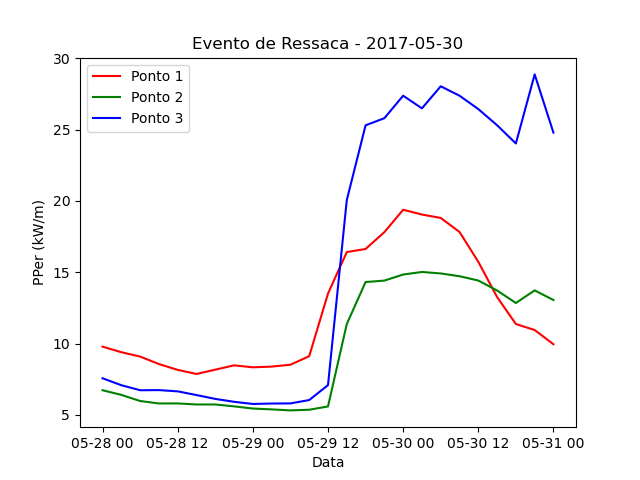 Evento de Ressaca - 2017-05-30
Ponto 1
Ponto 2
Ponto 3
PPer (kW/m)
30
25
20
15
10
5
05-28 00 05-28 12 05-29 00 05-29 12 05-30 00 05-30 12 05-31 00
Data